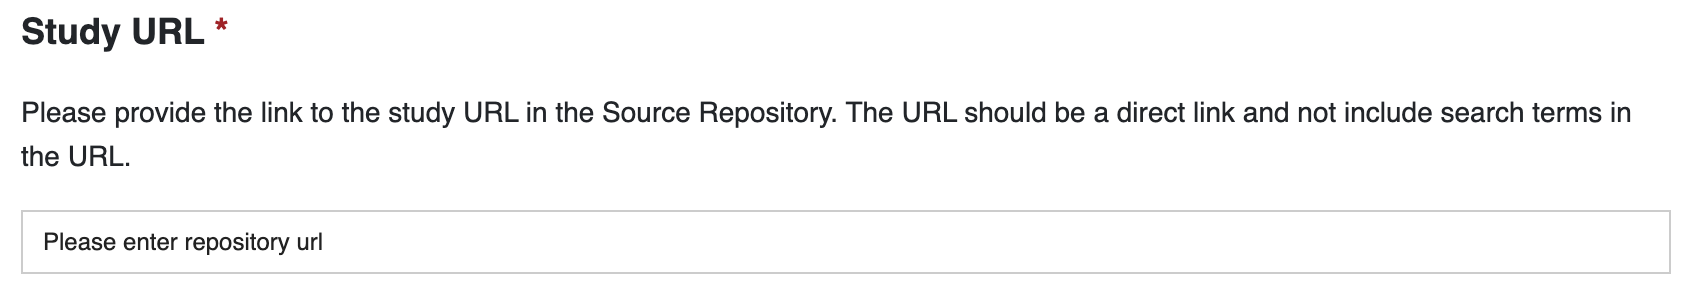 Study URL *
Please provide the link to the study URL in the Source Repository. The URL should be a direct link and not include search terms in
the URL.
Please enter repository url